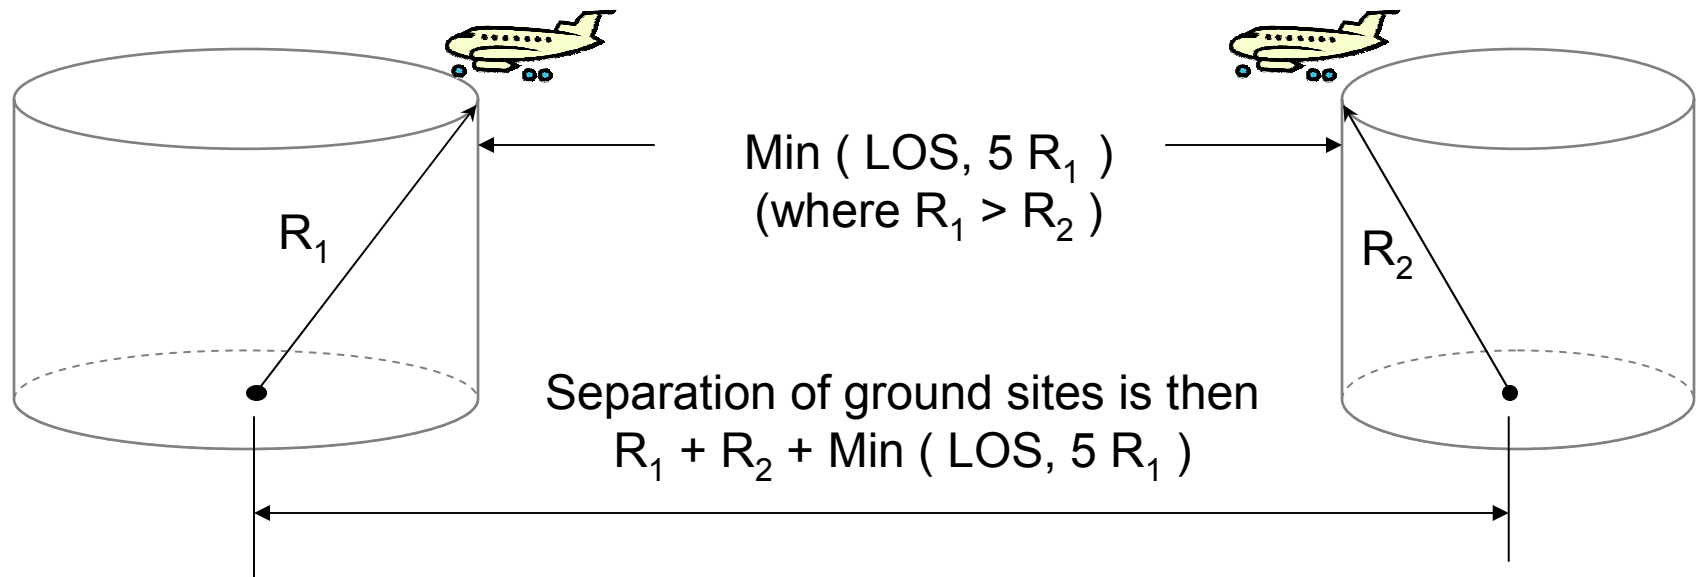 Min ( LOS, 5 R₁ )
(where R₁ > R₂ )
R₁
R₂
Separation of ground sites is then
R₁ + R₂ + Min ( LOS, 5 R₁ )